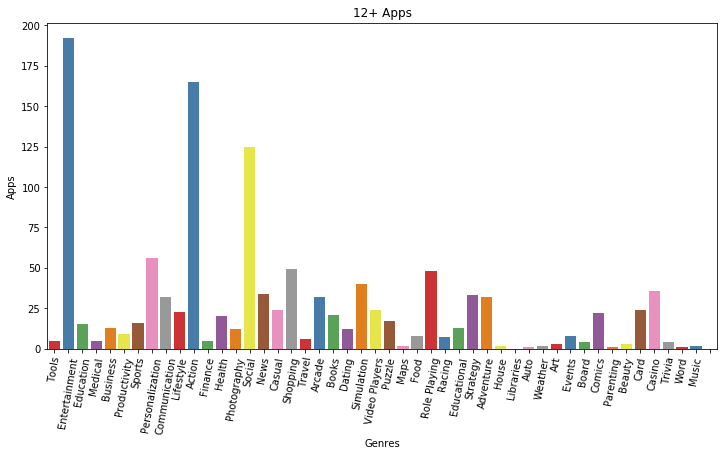 12+ Apps
200
175
150
125
100
75
50
25
0
Apps
Tools
Entertainment
Education
Medical
Business
Productivity
Sports
Personalization
Communication
Lifestyle
Action
Finance
Health
Photography
Social
News
Casual
Shopping
Travel
Arcade
Books
Dating
Simulation
Video Players
Puzzle
Maps
Food
Role Playing
Racing
Educational
Strategy
Adventure
House
Libraries
Auto
Weather
Art
Events
Board
Comics
Parenting
Beauty
Card
Casino
Trivia
Word
Music
Genres